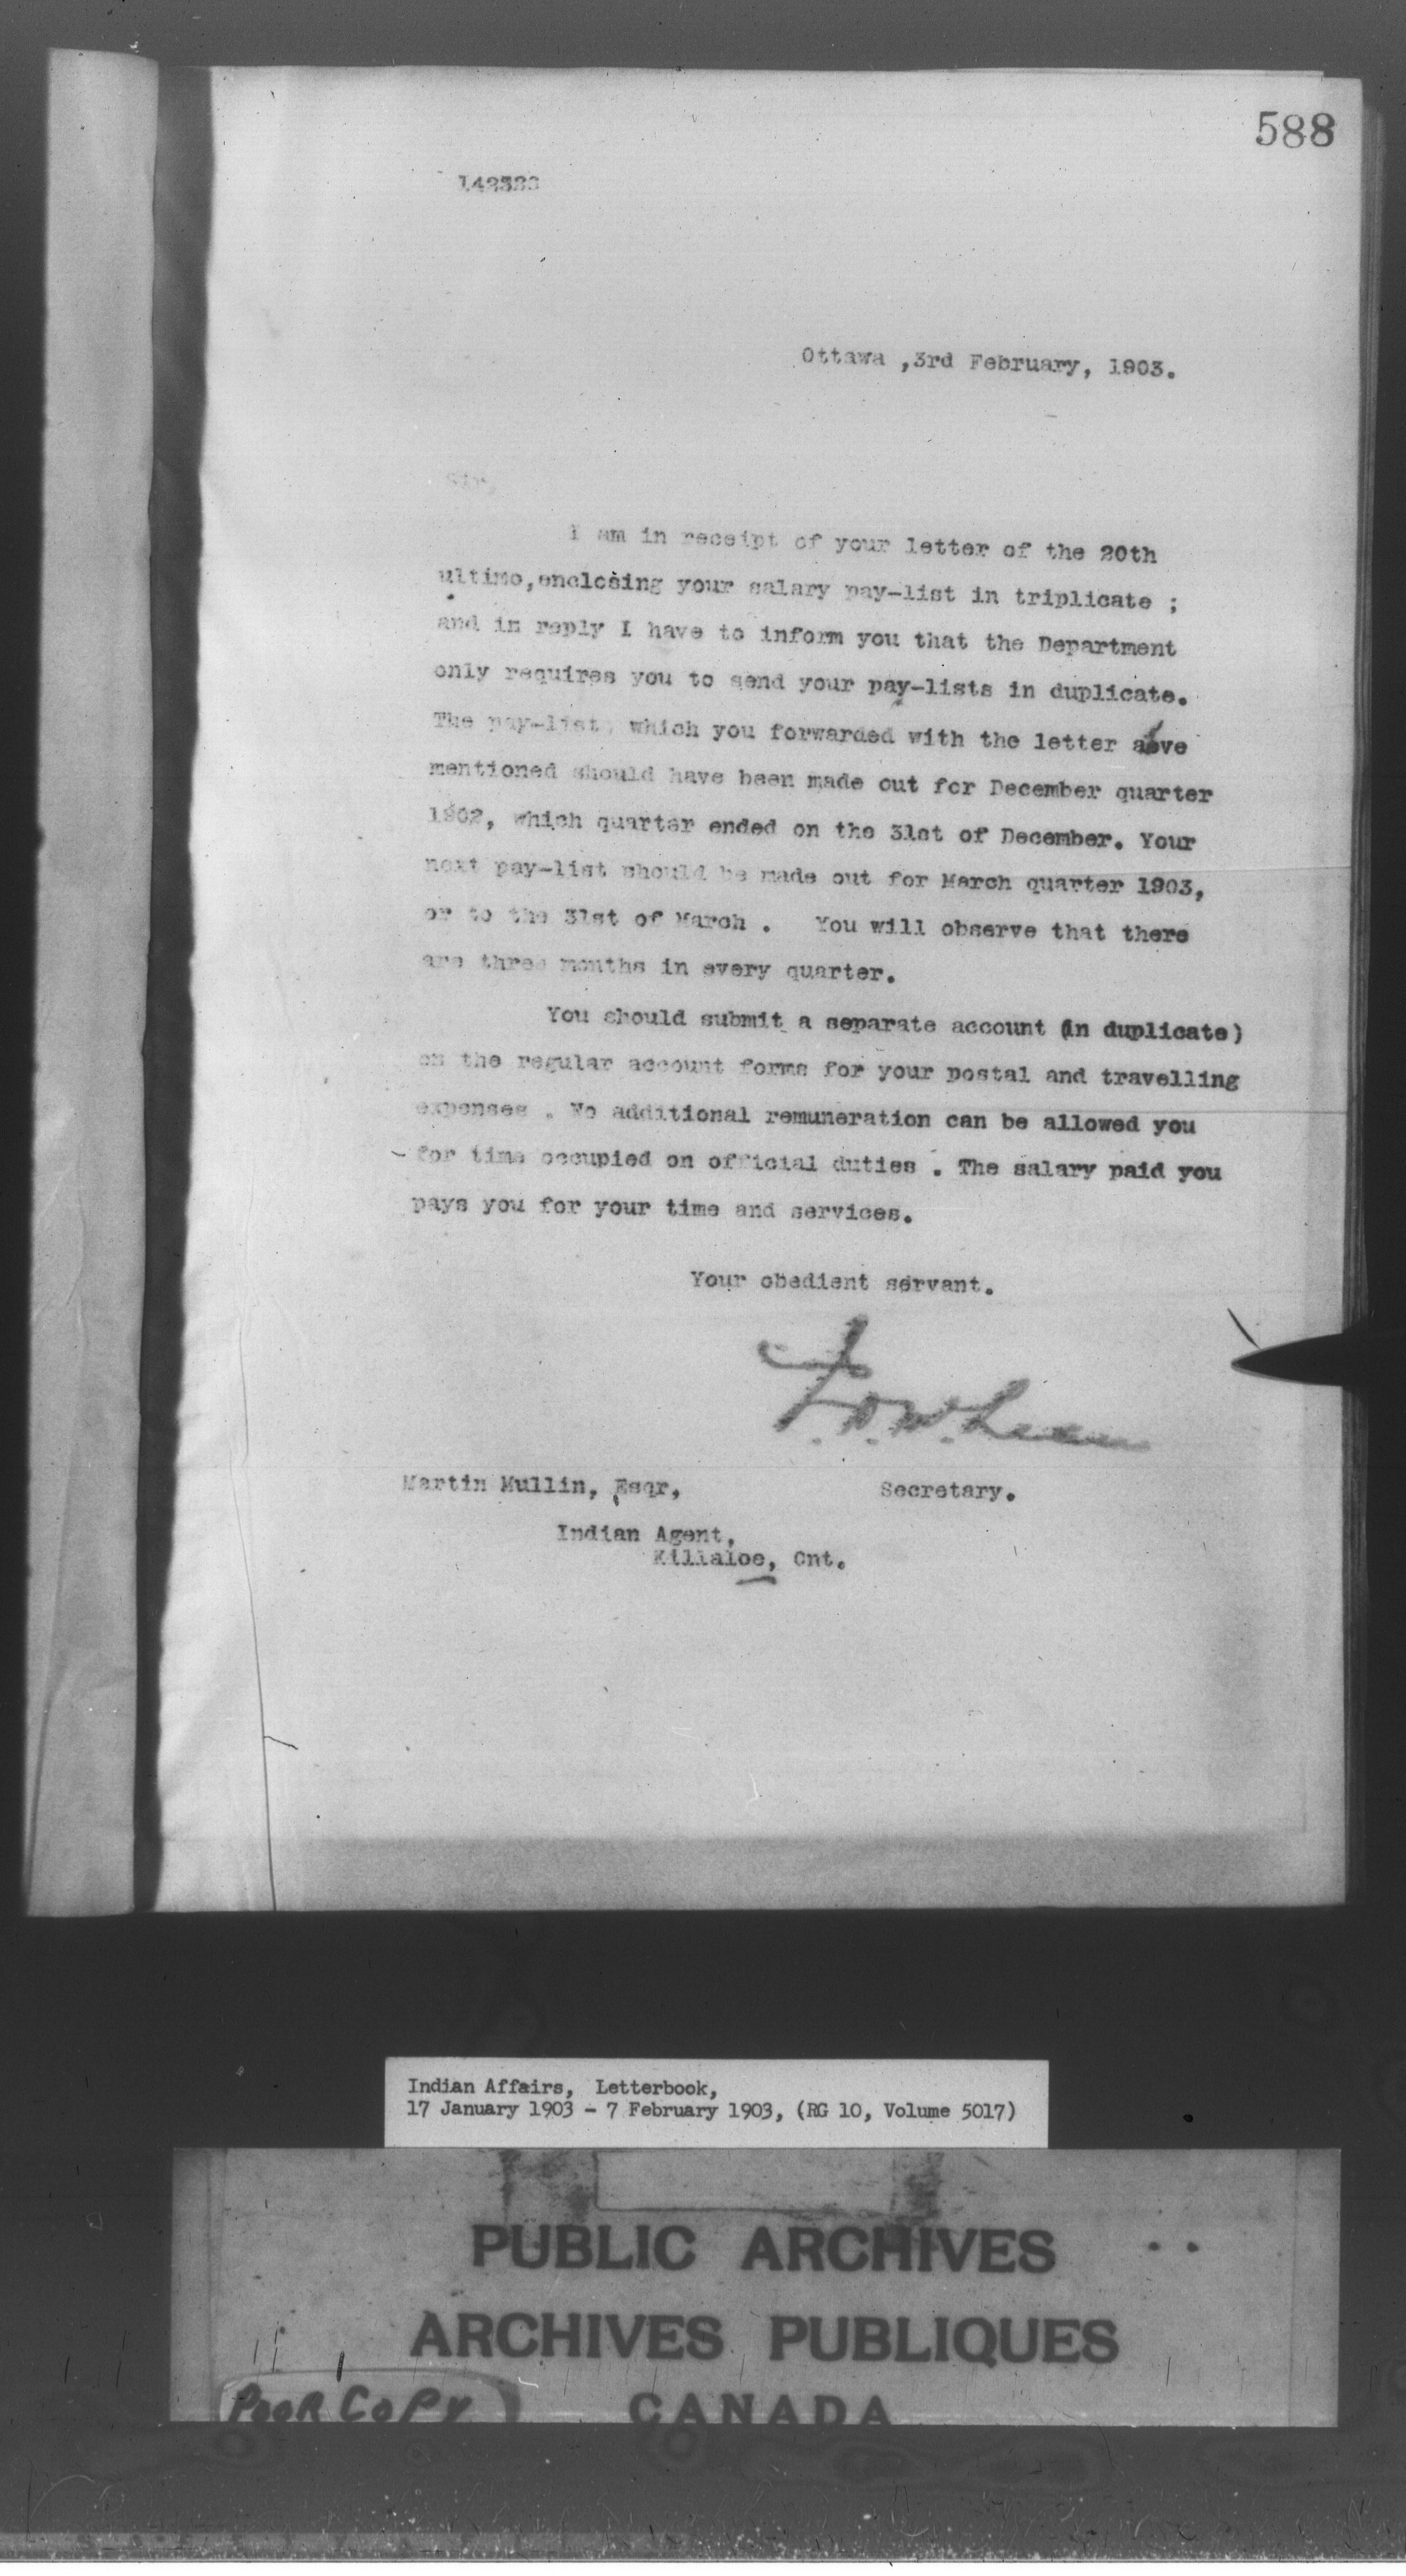 588
Ottawa ,3rd February, 1903.
Sir,
I am in receipt of your letter of the 20th
ultimo,enclosing your salary pay-list in triplicate ;
and in reply I have to inform you that the Department
only requires you to send your pay-lists in duplicate.
The pay-list, which you forwarded with the letter above
mentioned should have been made out for December quarter
1902, which quarter ended on the 31st of December. Your
next pay-list should be made out for March quarter 1903,
or to the 31st of March . You will observe that there
are three months in every quarter.
You should submit a separate account (in duplicate)
on the regular account forms for your postal and travelling
expenses . No additional remuneration can be allowed you
for time occupied on official duties . The salary paid you
pays you for your time and services.
Your obedient servant.
Martin Mullin, Esqr, Secretary.
Indian Agent,
Killaloe, Ont.
Indian Affairs, Letterbook,
17 January 1903 - 7 February 1903, (RG 10, Volume 5017)
PUBLIC ARCHIVES
ARCHIVES PUBLIQUES
POOR COPY CANADA